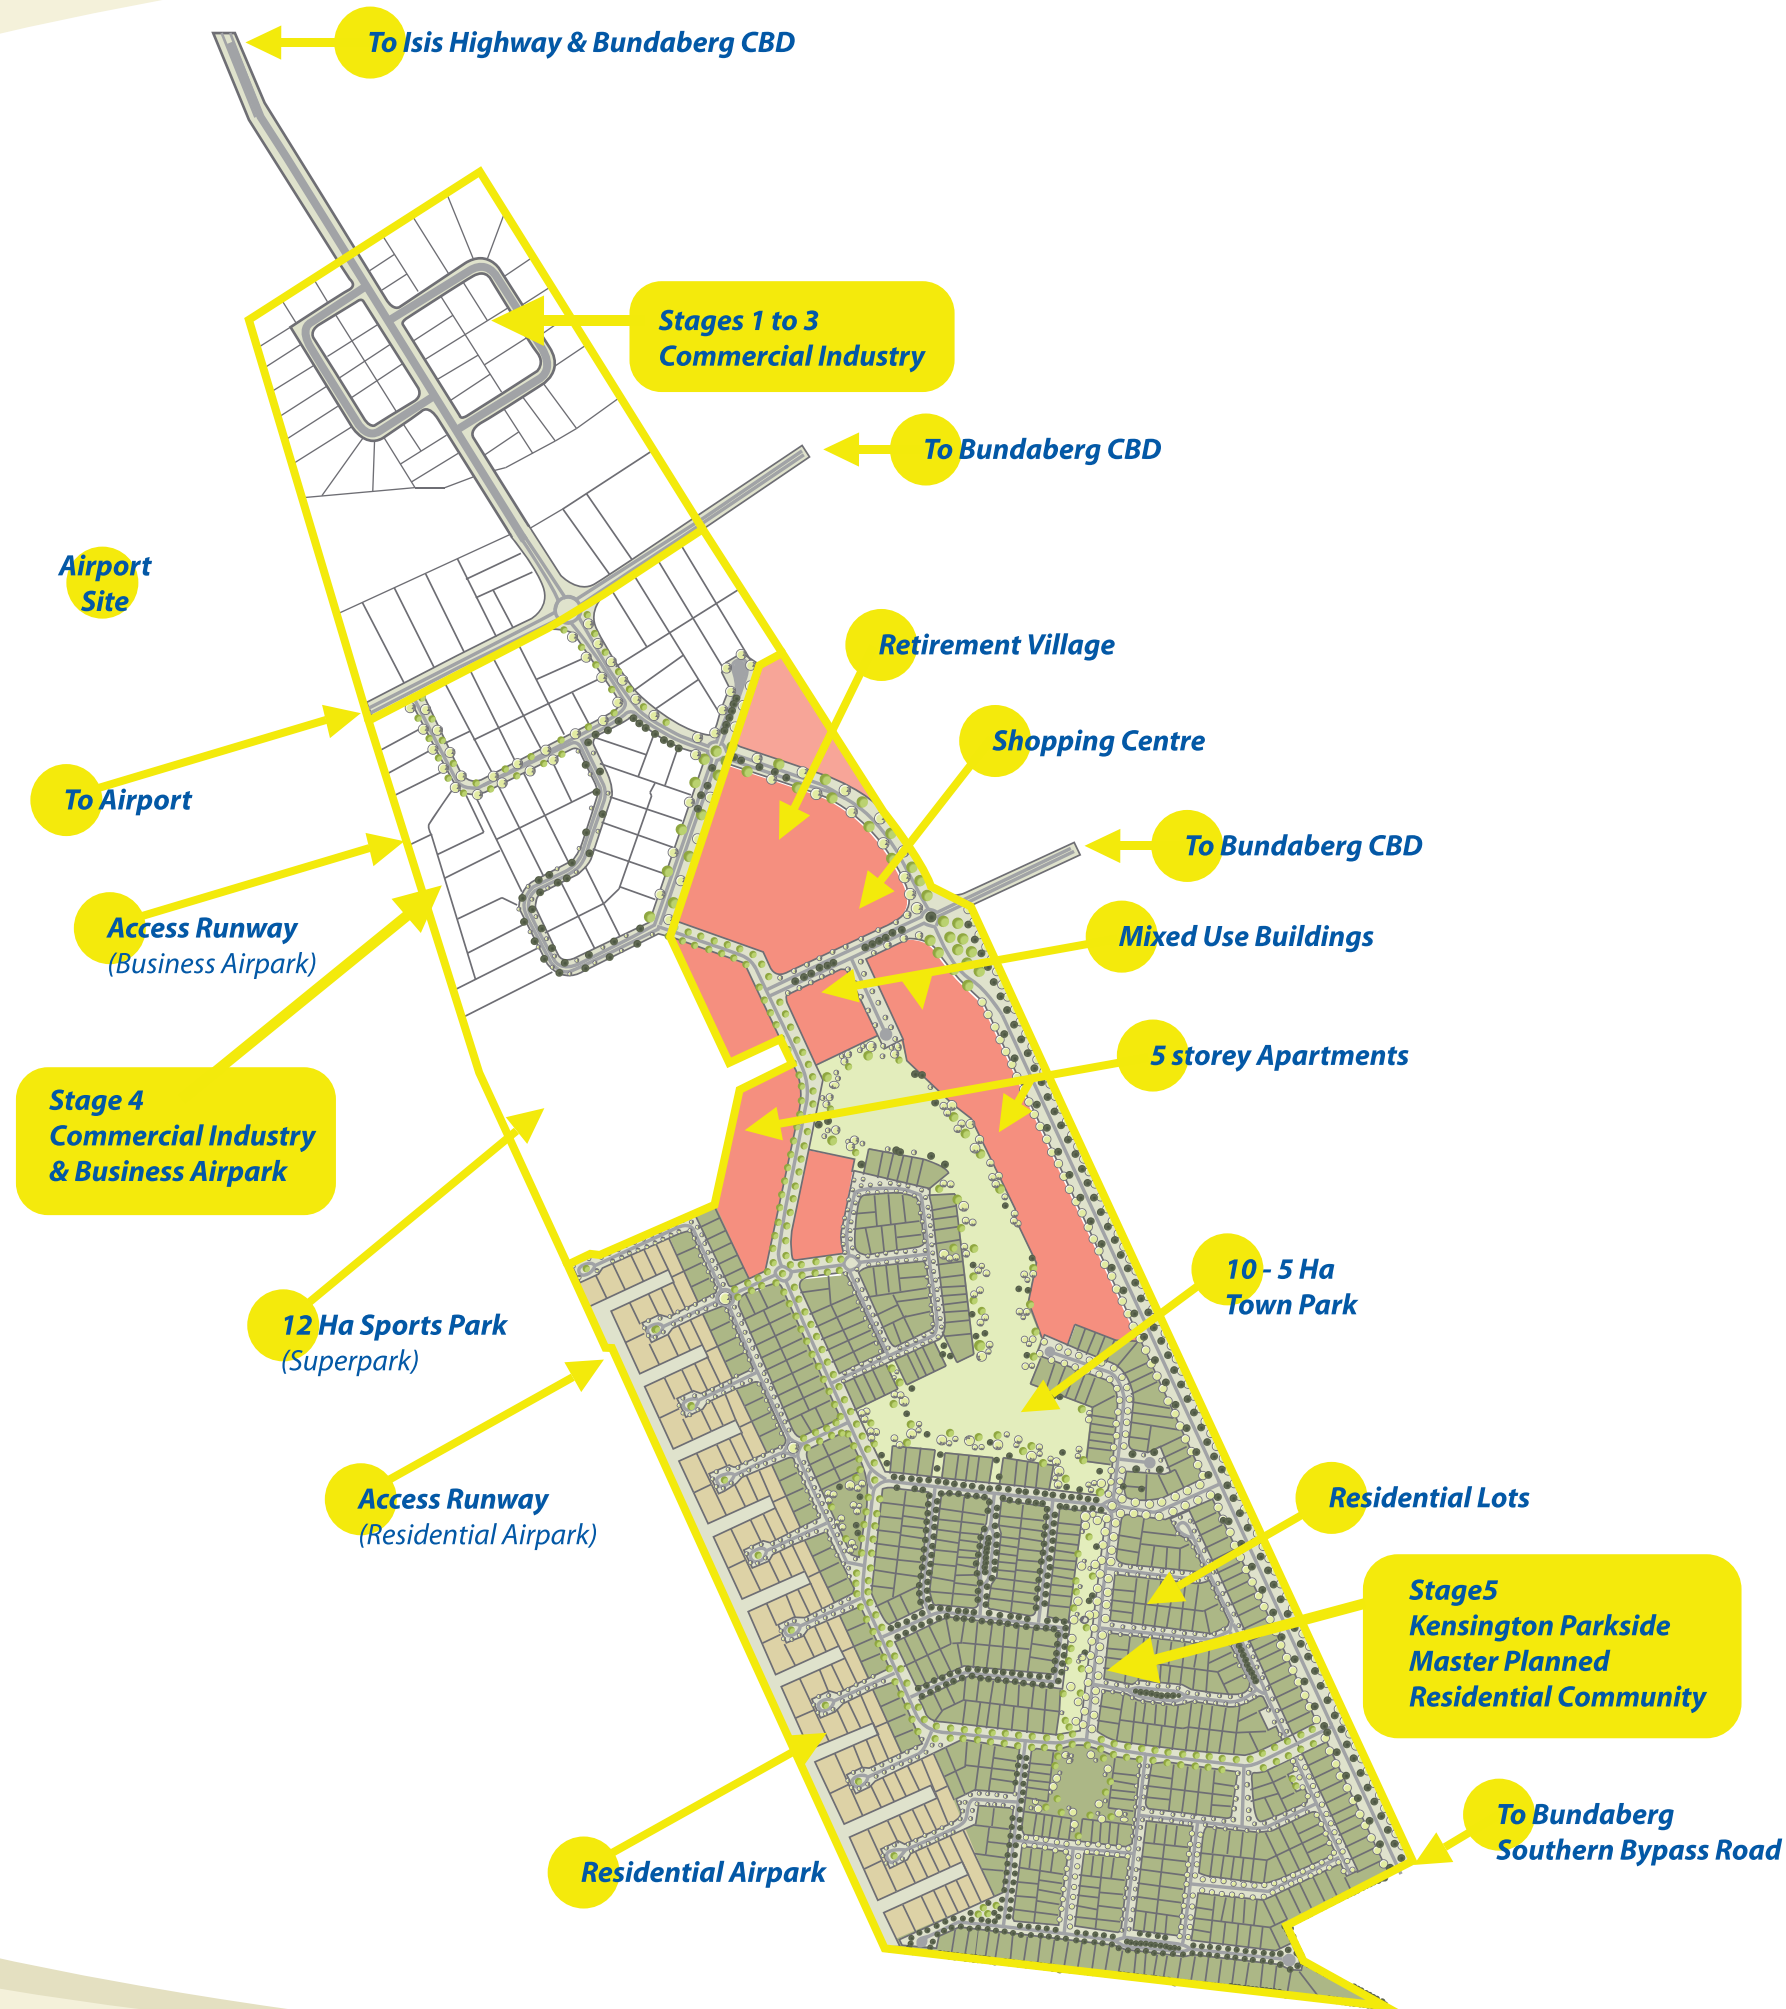 To Isis Highway & Bundaberg CBD
Stages 1 to 3
Commercial Industry
To Bundaberg CBD
Airport
Site
Retirement Village
Shopping Centre
To Airport
To Bundaberg CBD
Access Runway
(Business Airpark)
Mixed Use Buildings
5 storey Apartments
Stage 4
Commercial Industry
& Business Airpark
10 - 5 Ha
Town Park
12 Ha Sports Park
(Superpark)
Access Runway
(Residential Airpark)
Residential Lots
Stage5
Kensington Parkside
Master Planned
Residential Community
To Bundaberg
Southern Bypass Road
Residential Airpark